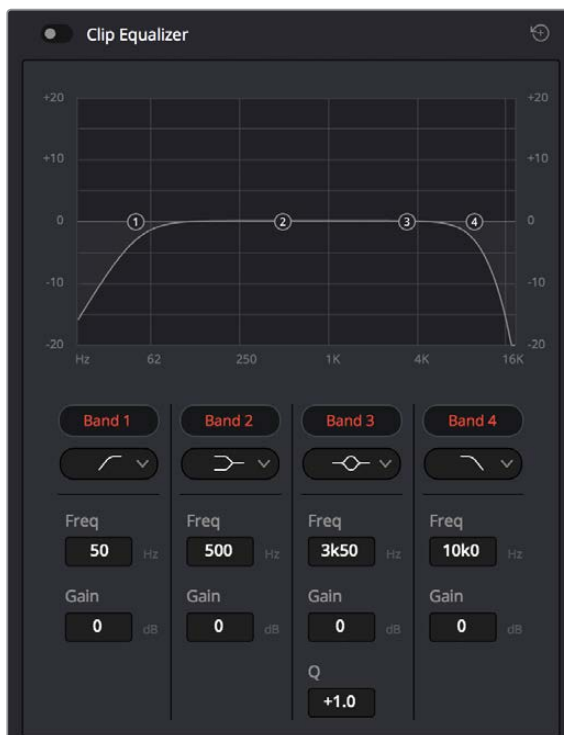 Clip Equalizer
+20 +20
+10 +10
0 1 2 3 4 0
-10 -10
-20 -20
Hz 62 250 1K 4K 16K
Band 1 Band 2 Band 3 Band 4
Freq Freq Freq Freq
50 Hz 500 Hz 3k50 Hz 10k0 Hz
Gain Gain Gain Gain
0 dB 0 dB 0 dB 0 dB
Q
+1.0